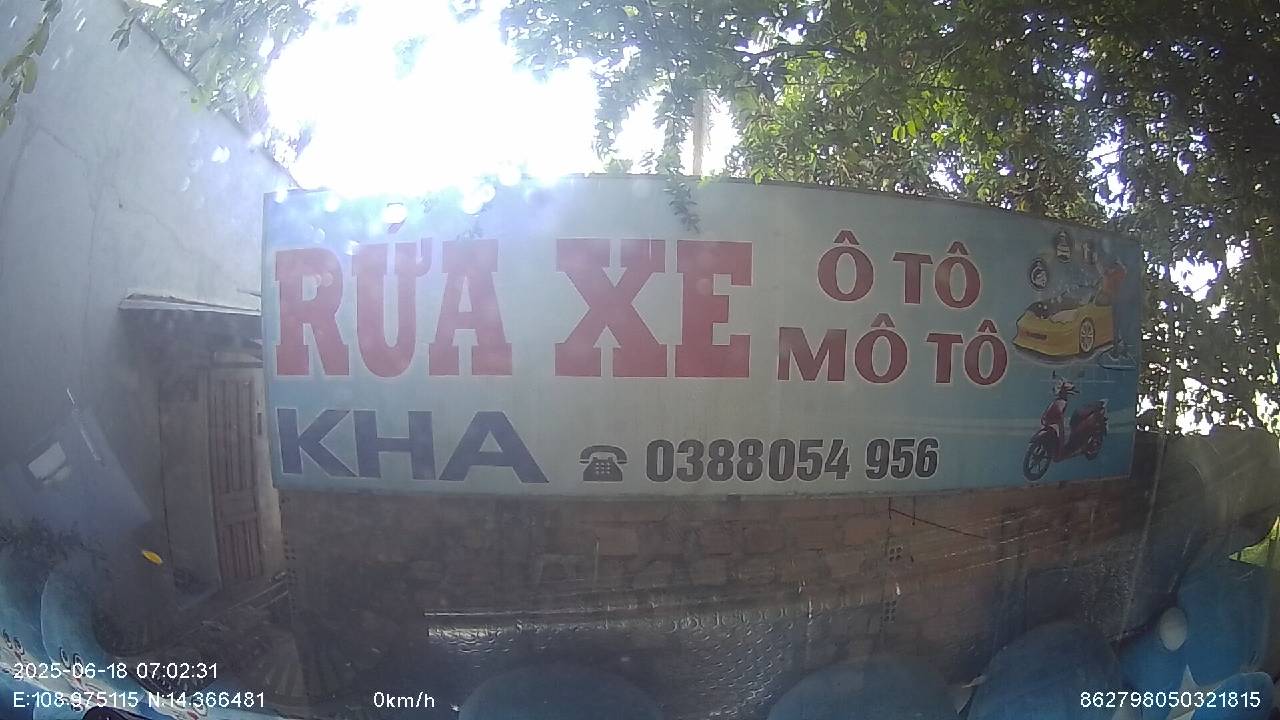 RỬA XE Ô TÔ
MÔ TÔ
KHA ☎ 0388054 956
2025-06-18 07:02:31
E:108.975115 N:14.366481 0km/h 862798050321815